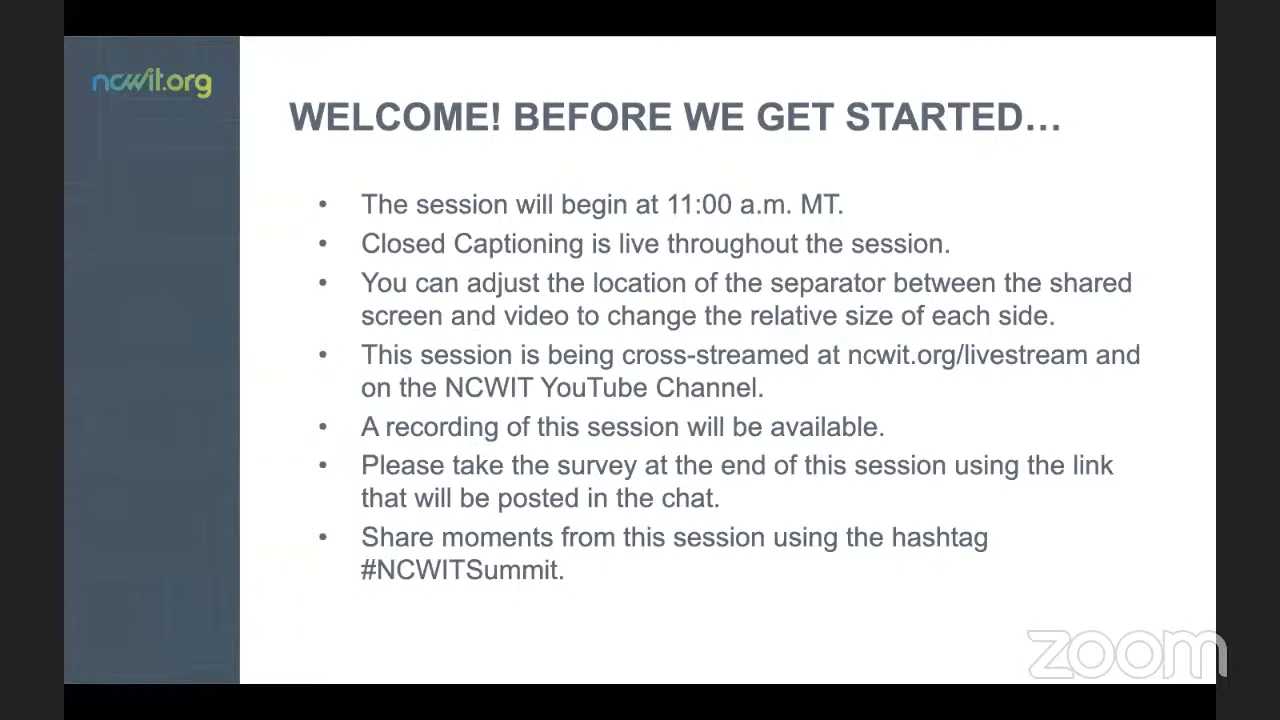 ncwit.org
WELCOME! BEFORE WE GET STARTED...
• The session will begin at 11:00 a.m. MT.
• Closed Captioning is live throughout the session.
• You can adjust the location of the separator between the shared
screen and video to change the relative size of each side.
• This session is being cross-streamed at ncwit.org/livestream and
on the NCWIT YouTube Channel.
• A recording of this session will be available.
• Please take the survey at the end of this session using the link
that will be posted in the chat.
• Share moments from this session using the hashtag
#NCWITSummit.
zoom